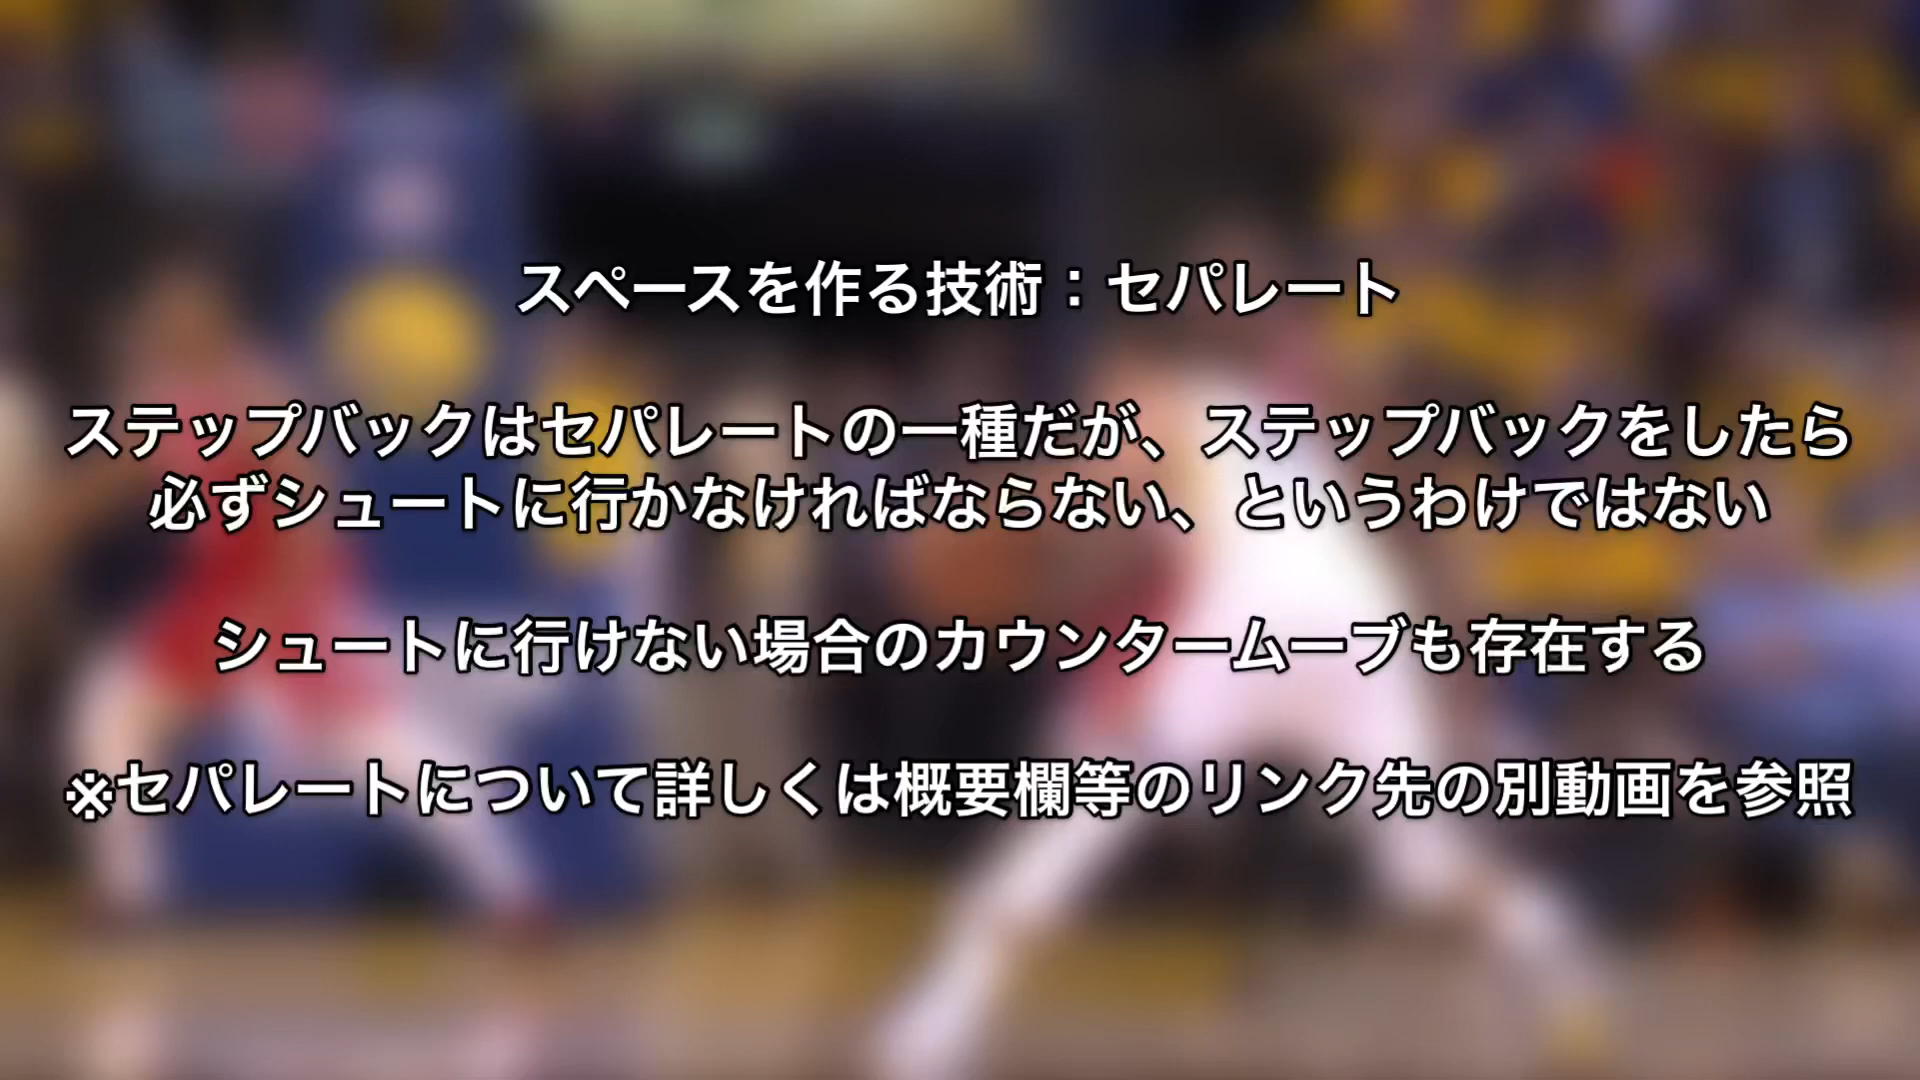 スペースを作る技術：セパレート
ステップバックはセパレートの一種だが、ステップバックをしたら
必ずシュートに行かなければならない、というわけではない
シュートに行けない場合のカウンタームーブも存在する
※セパレートについて詳しくは概要欄等のリンク先の別動画を参照